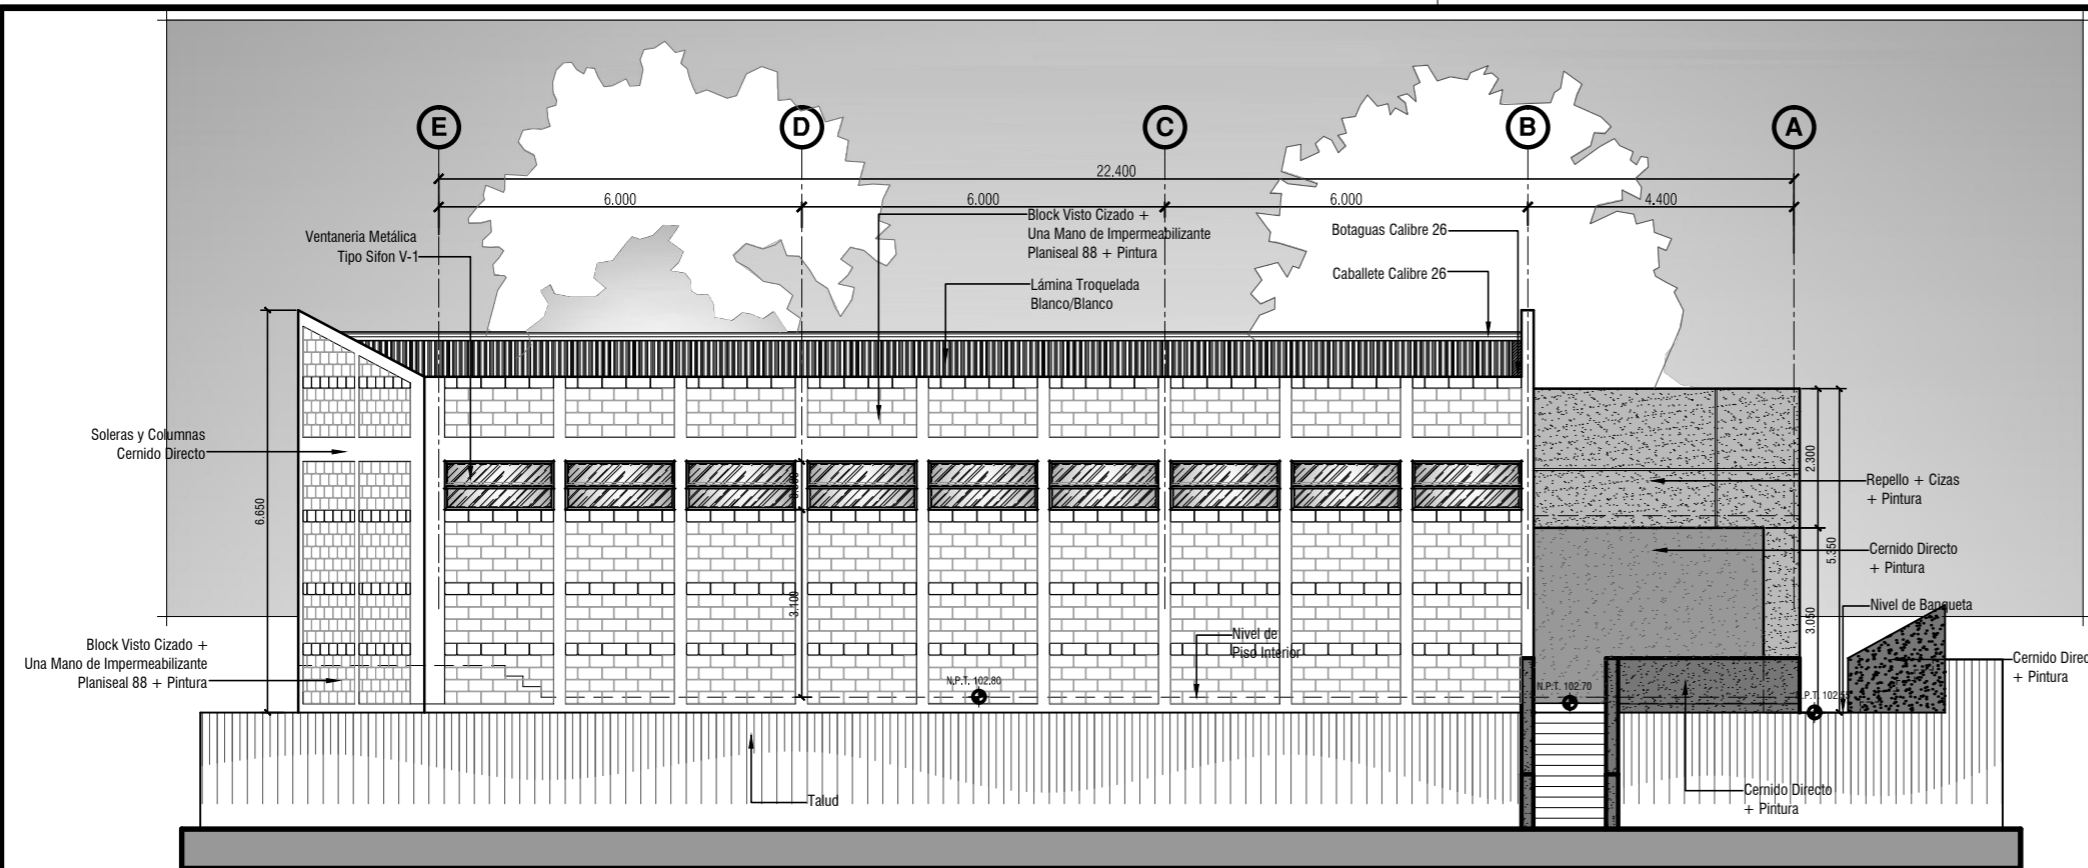 E
D
C
B
A
22.400
6.000
6.000
6.000
4.400
Ventaneria Metálica
Tipo Sifon V-1
Block Visto Cizado +
Una Mano de Impermeabilizante
Planiseal 88 + Pintura
Lámina Troquelada
Blanco/Blanco
Botaguas Calibre 26
Caballete Calibre 26
Soleras y Columnas
Cernido Directo
6.650
2.300
Repello + Cizas
+ Pintura
Cernido Directo
+ Pintura
5.350
3.100
3.050
Nivel de Banqueta
Nivel de
Piso Interior
Block Visto Cizado +
Una Mano de Impermeabilizante
Planiseal 88 + Pintura
Cernido Direc
+ Pintura
N.P.T. 102.80
N.P.T. 102.70
Talud
Cernido Directo
+ Pintura